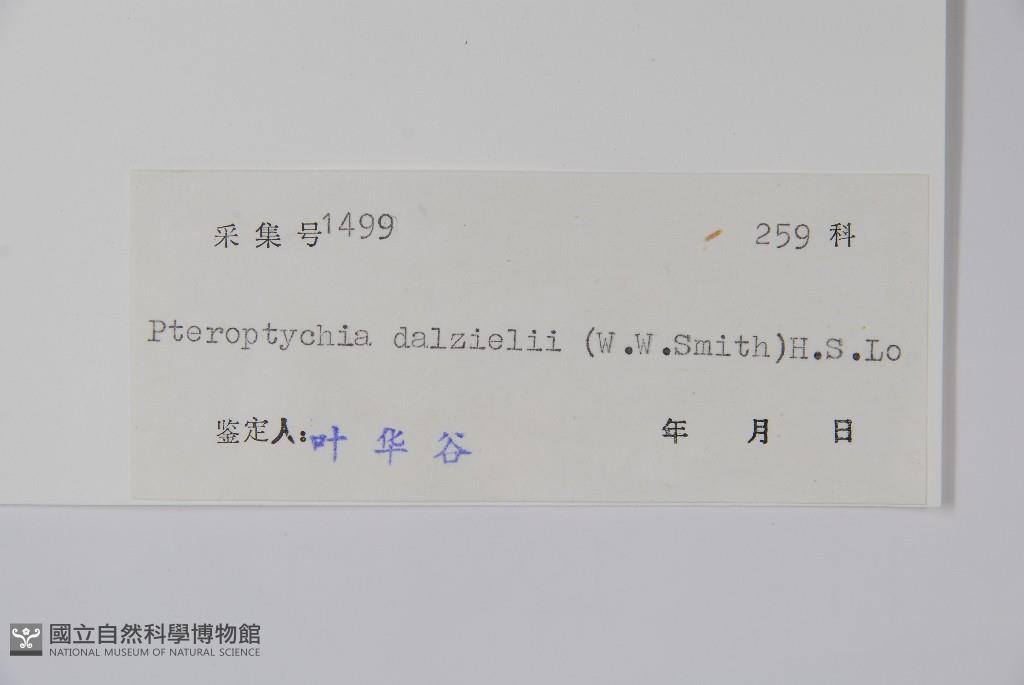 采集号1499 259 科
Pteroptychia dalzielii (W.W.Smith)H.S.Lo
鉴定人:叶华谷 年 月 日
國立自然科學博物館
NATIONAL MUSEUM OF NATURAL SCIENCE